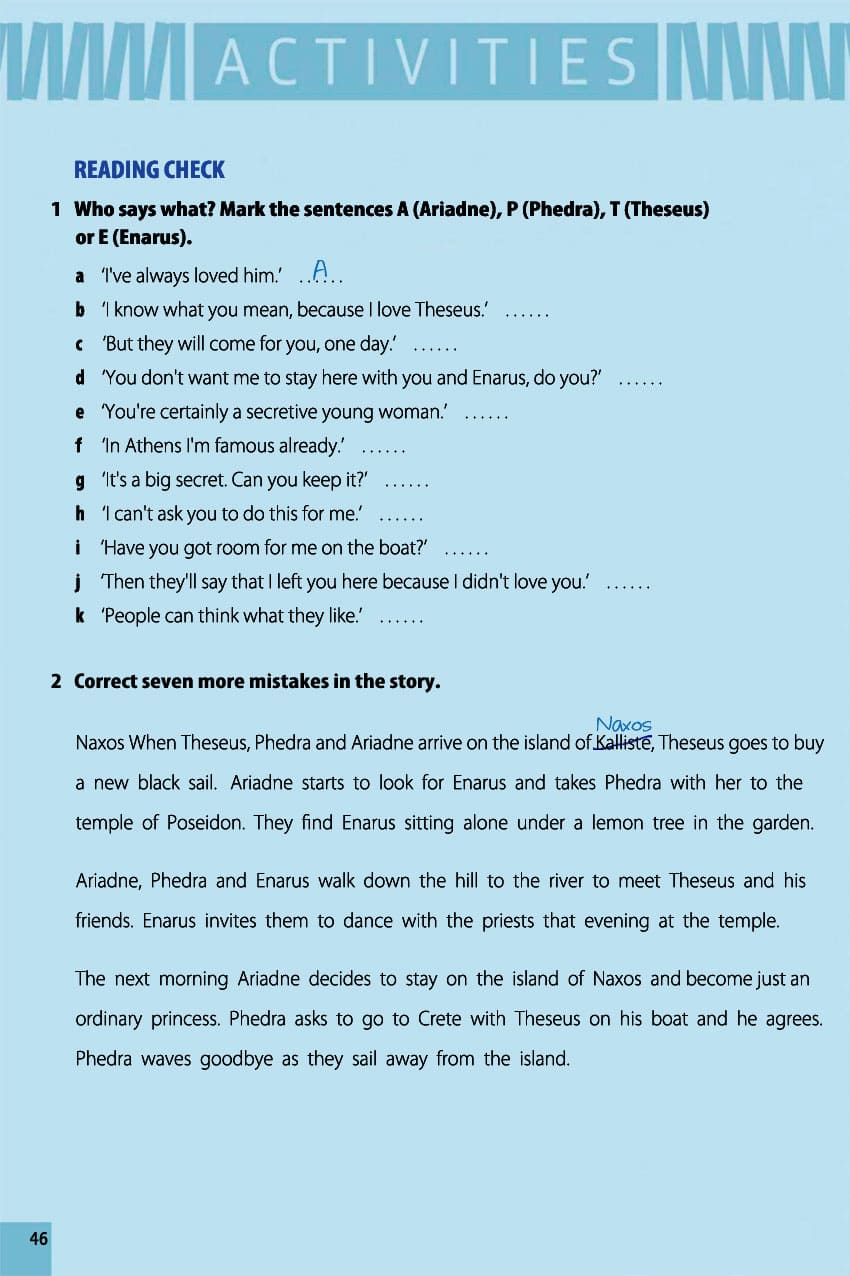 ACTIVITIES
READING CHECK
1 Who says what? Mark the sentences A (Ariadne), P (Phedra), T (Theseus)
or E (Enarus).
a 'I've always loved him.' ..A....
b 'I know what you mean, because I love Theseus.' ......
c 'But they will come for you, one day.' ......
d 'You don't want me to stay here with you and Enarus, do you?' ......
e 'You're certainly a secretive young woman.' ......
f 'In Athens I'm famous already.' ......
g 'It's a big secret. Can you keep it?' ......
h 'I can't ask you to do this for me.' ......
i 'Have you got room for me on the boat?' ......
j 'Then they'll say that I left you here because I didn't love you.' ......
k 'People can think what they like.' ......
2 Correct seven more mistakes in the story.
Naxos
Naxos When Theseus, Phedra and Ariadne arrive on the island of Kalliste, Theseus goes to buy
a new black sail. Ariadne starts to look for Enarus and takes Phedra with her to the
temple of Poseidon. They find Enarus sitting alone under a lemon tree in the garden.
Ariadne, Phedra and Enarus walk down the hill to the river to meet Theseus and his
friends. Enarus invites them to dance with the priests that evening at the temple.
The next morning Ariadne decides to stay on the island of Naxos and become just an
ordinary princess. Phedra asks to go to Crete with Theseus on his boat and he agrees.
Phedra waves goodbye as they sail away from the island.
46